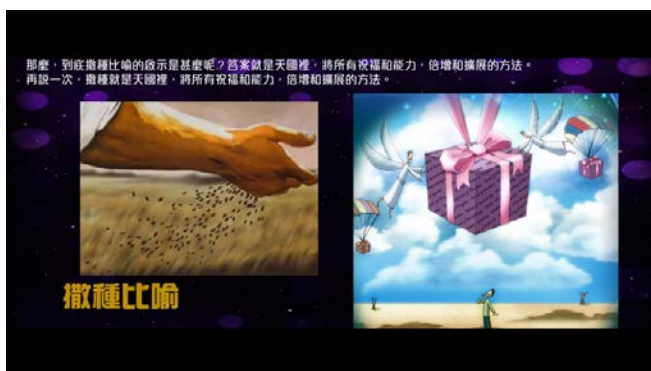 那麼，到底撒種比喻的啟示是甚麼呢？答案就是天國裡，將所有祝福和能力，倍增和擴展的方法。
再說一次，撒種就是天國裡，將所有祝福和能力，倍增和擴展的方法。
撒種比喻